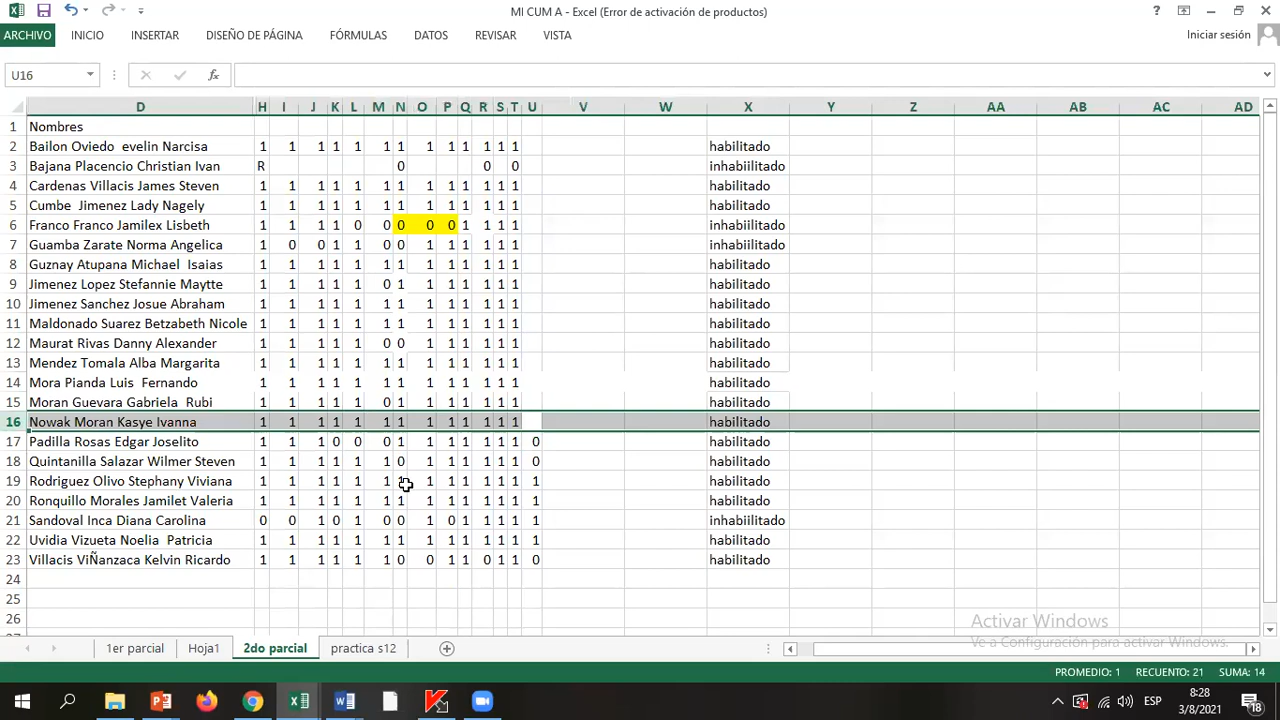 MI CUM A - Excel (Error de activación de productos)
?
ARCHIVO INICIO INSERTAR DISEÑO DE PÁGINA FÓRMULAS DATOS REVISAR VISTA Iniciar sesión
U16 fx
D H I J K L M N O P Q R S T U V W X Y Z AA AB AC AD
1 Nombres
2 Bailon Oviedo evelin Narcisa 1 1 1 1 1 1 1 1 1 1 1 1 1 habilitado
3 Bajana Placencio Christian Ivan R 0 0 0 inhabiilitado
4 Cardenas Villacis James Steven 1 1 1 1 1 1 1 1 1 1 1 1 1 habilitado
5 Cumbe Jimenez Lady Nagely 1 1 1 1 1 1 1 1 1 1 1 1 1 habilitado
6 Franco Franco Jamilex Lisbeth 1 1 1 1 0 0 0 0 0 1 1 1 1 inhabiilitado
7 Guamba Zarate Norma Angelica 1 0 0 1 1 0 0 1 1 1 1 1 1 inhabiilitado
8 Guznay Atupana Michael Isaias 1 1 1 1 1 1 1 1 1 1 1 1 1 habilitado
9 Jimenez Lopez Stefannie Maytte 1 1 1 1 1 0 1 1 1 1 1 1 1 habilitado
10 Jimenez Sanchez Josue Abraham 1 1 1 1 1 1 1 1 1 1 1 1 1 habilitado
11 Maldonado Suarez Betzabeth Nicole 1 1 1 1 1 1 1 1 1 1 1 1 1 habilitado
12 Maurat Rivas Danny Alexander 1 1 1 1 1 0 0 1 1 1 1 1 1 habilitado
13 Mendez Tomala Alba Margarita 1 1 1 1 1 1 1 1 1 1 1 1 1 habilitado
14 Mora Pianda Luis Fernando 1 1 1 1 1 1 1 1 1 1 1 1 1 habilitado
15 Moran Guevara Gabriela Rubi 1 1 1 1 1 0 1 1 1 1 1 1 1 habilitado
16 Nowak Moran Kasye Ivanna 1 1 1 1 1 1 1 1 1 1 1 1 1 habilitado
17 Padilla Rosas Edgar Joselito 1 1 1 0 0 0 1 1 1 1 1 1 1 0 habilitado
18 Quintanilla Salazar Wilmer Steven 1 1 1 1 1 1 0 1 1 1 1 1 1 0 habilitado
19 Rodriguez Olivo Stephany Viviana 1 1 1 1 1 1 1 1 1 1 1 1 1 1 habilitado
20 Ronquillo Morales Jamilet Valeria 1 1 1 1 1 1 1 1 1 1 1 1 1 1 habilitado
21 Sandoval Inca Diana Carolina 0 0 1 0 1 0 0 1 0 1 1 1 1 1 inhabiilitado
22 Uvidia Vizueta Noelia Patricia 1 1 1 1 1 1 1 1 1 1 1 1 1 1 habilitado
23 Villacis ViÑanzaca Kelvin Ricardo 1 1 1 1 1 1 0 0 1 1 0 1 1 0 habilitado
24
25
26
Activar Windows
Ve a Configuración para activar Windows.
1er parcial Hoja1 2do parcial practica s12
PROMEDIO: 1 RECUENTO: 21 SUMA: 14
ESP 8:28
3/8/2021 18